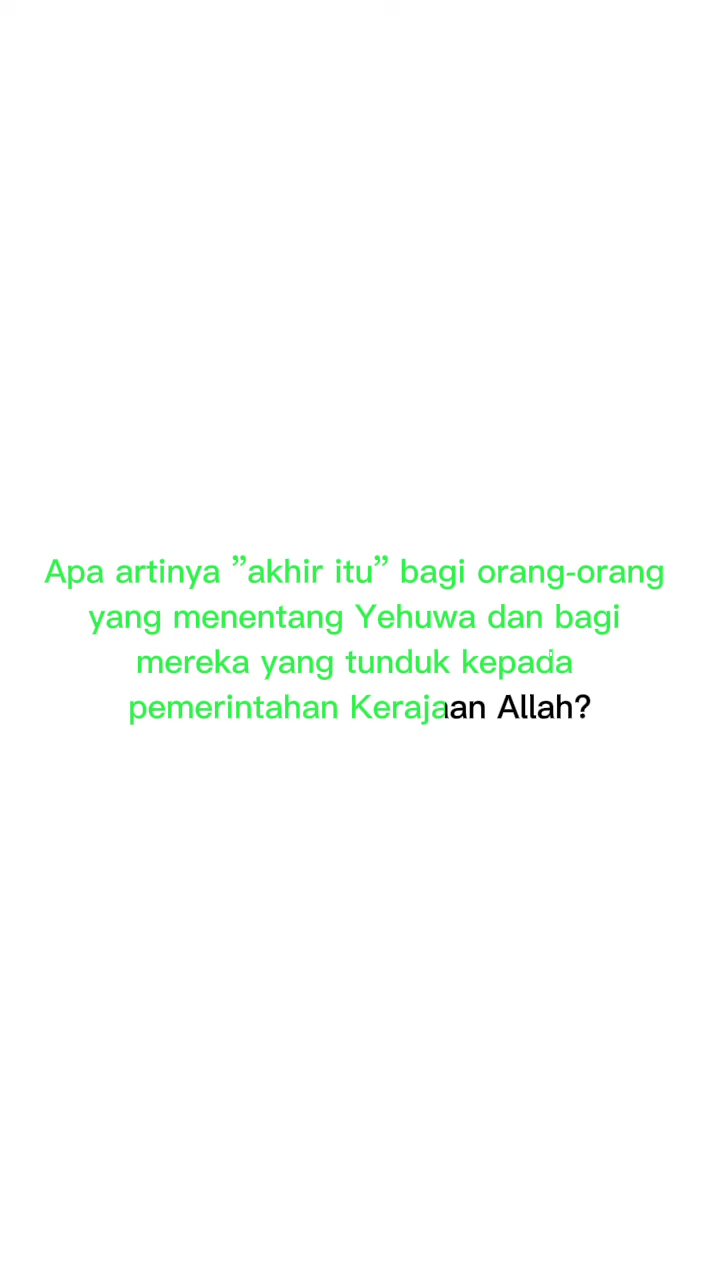 Apa artinya ”akhir itu” bagi orang-orang
yang menentang Yehuwa dan bagi
mereka yang tunduk kepada
pemerintahan Kerajaan Allah?